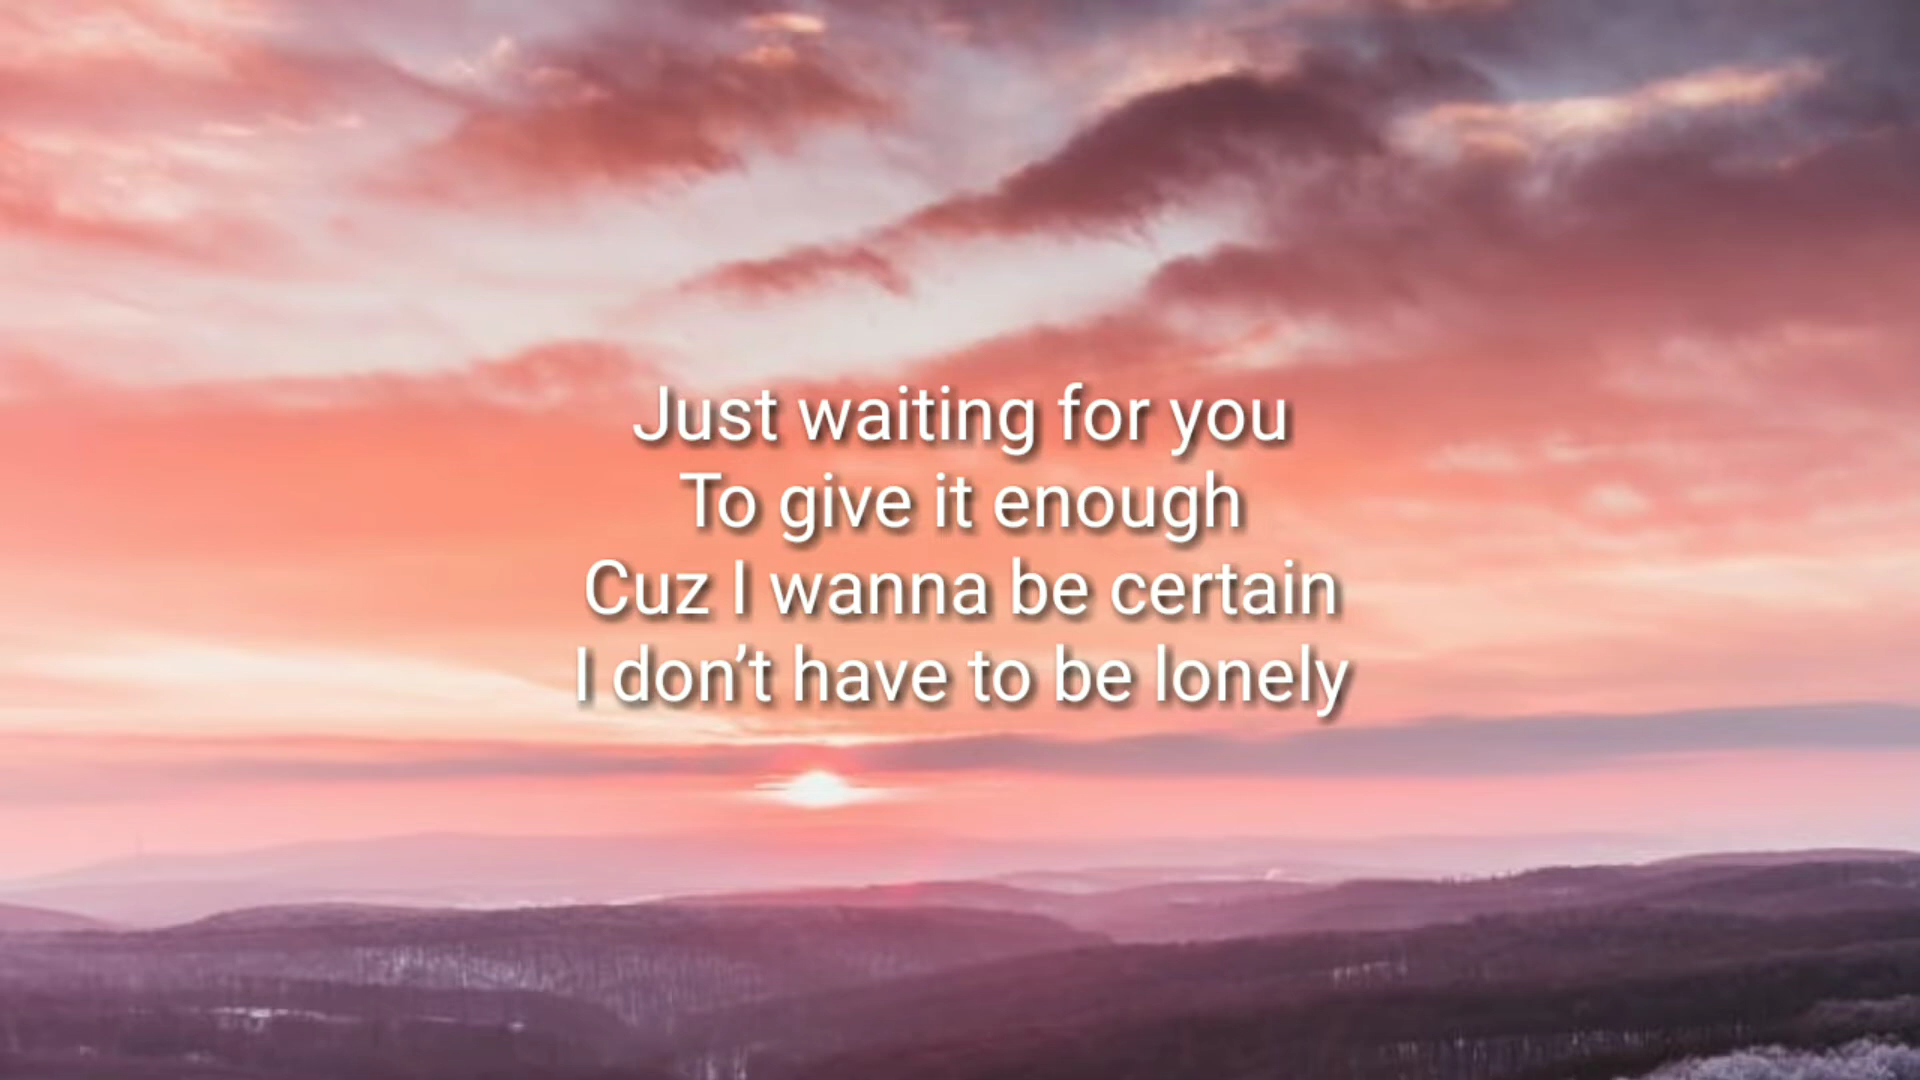 Just waiting for you
To give it enough
Cuz I wanna be certain
I don’t have to be lonely